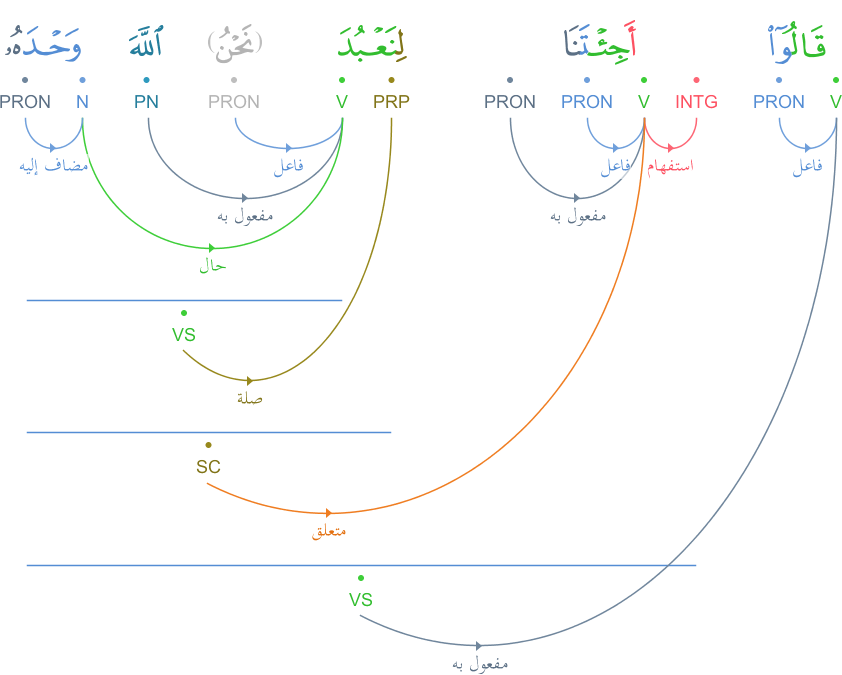 قَالُوٓا۟ أَجِئْتَنَا لِنَعْبُدَ (نَحْنُ) ٱللَّهَ وَحْدَهُۥ
PRON N PN PRON V PRP PRON PRON V INTG PRON V
مضاف إليه فاعل فاعل استفهام فاعل
مفعول به مفعول به
حال
VS
صلة
SC
متعلق
VS
مفعول به